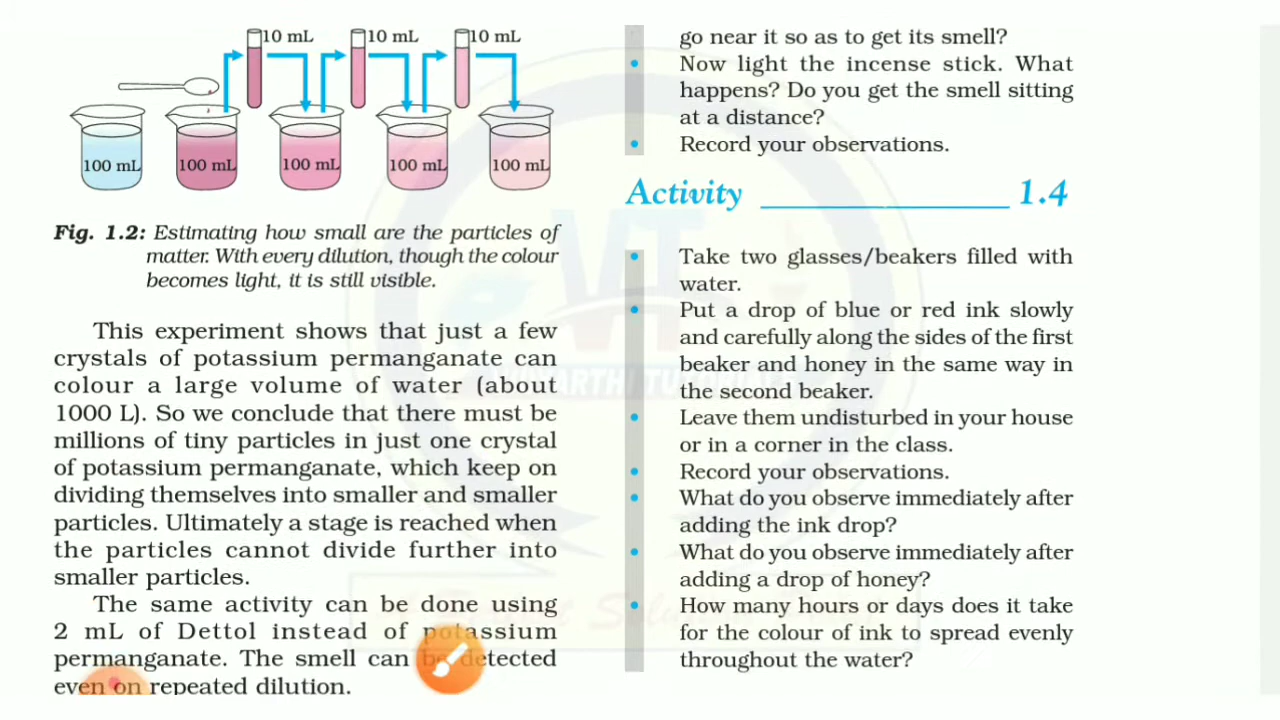 10 mL
10 mL
10 mL
100 mL
100 mL
100 mL
100 mL
100 mL
Fig. 1.2: Estimating how small are the particles of
matter. With every dilution, though the colour
becomes light, it is still visible.
This experiment shows that just a few
crystals of potassium permanganate can
colour a large volume of water (about
1000 L). So we conclude that there must be
millions of tiny particles in just one crystal
of potassium permanganate, which keep on
dividing themselves into smaller and smaller
particles. Ultimately a stage is reached when
the particles cannot divide further into
smaller particles.
The same activity can be done using
2 mL of Dettol instead of potassium
permanganate. The smell can be detected
even on repeated dilution.
go near it so as to get its smell?
• Now light the incense stick. What
happens? Do you get the smell sitting
at a distance?
• Record your observations.
Activity 1.4
• Take two glasses/beakers filled with
water.
• Put a drop of blue or red ink slowly
and carefully along the sides of the first
beaker and honey in the same way in
the second beaker.
• Leave them undisturbed in your house
or in a corner in the class.
• Record your observations.
• What do you observe immediately after
adding the ink drop?
• What do you observe immediately after
adding a drop of honey?
• How many hours or days does it take
for the colour of ink to spread evenly
throughout the water?
VT